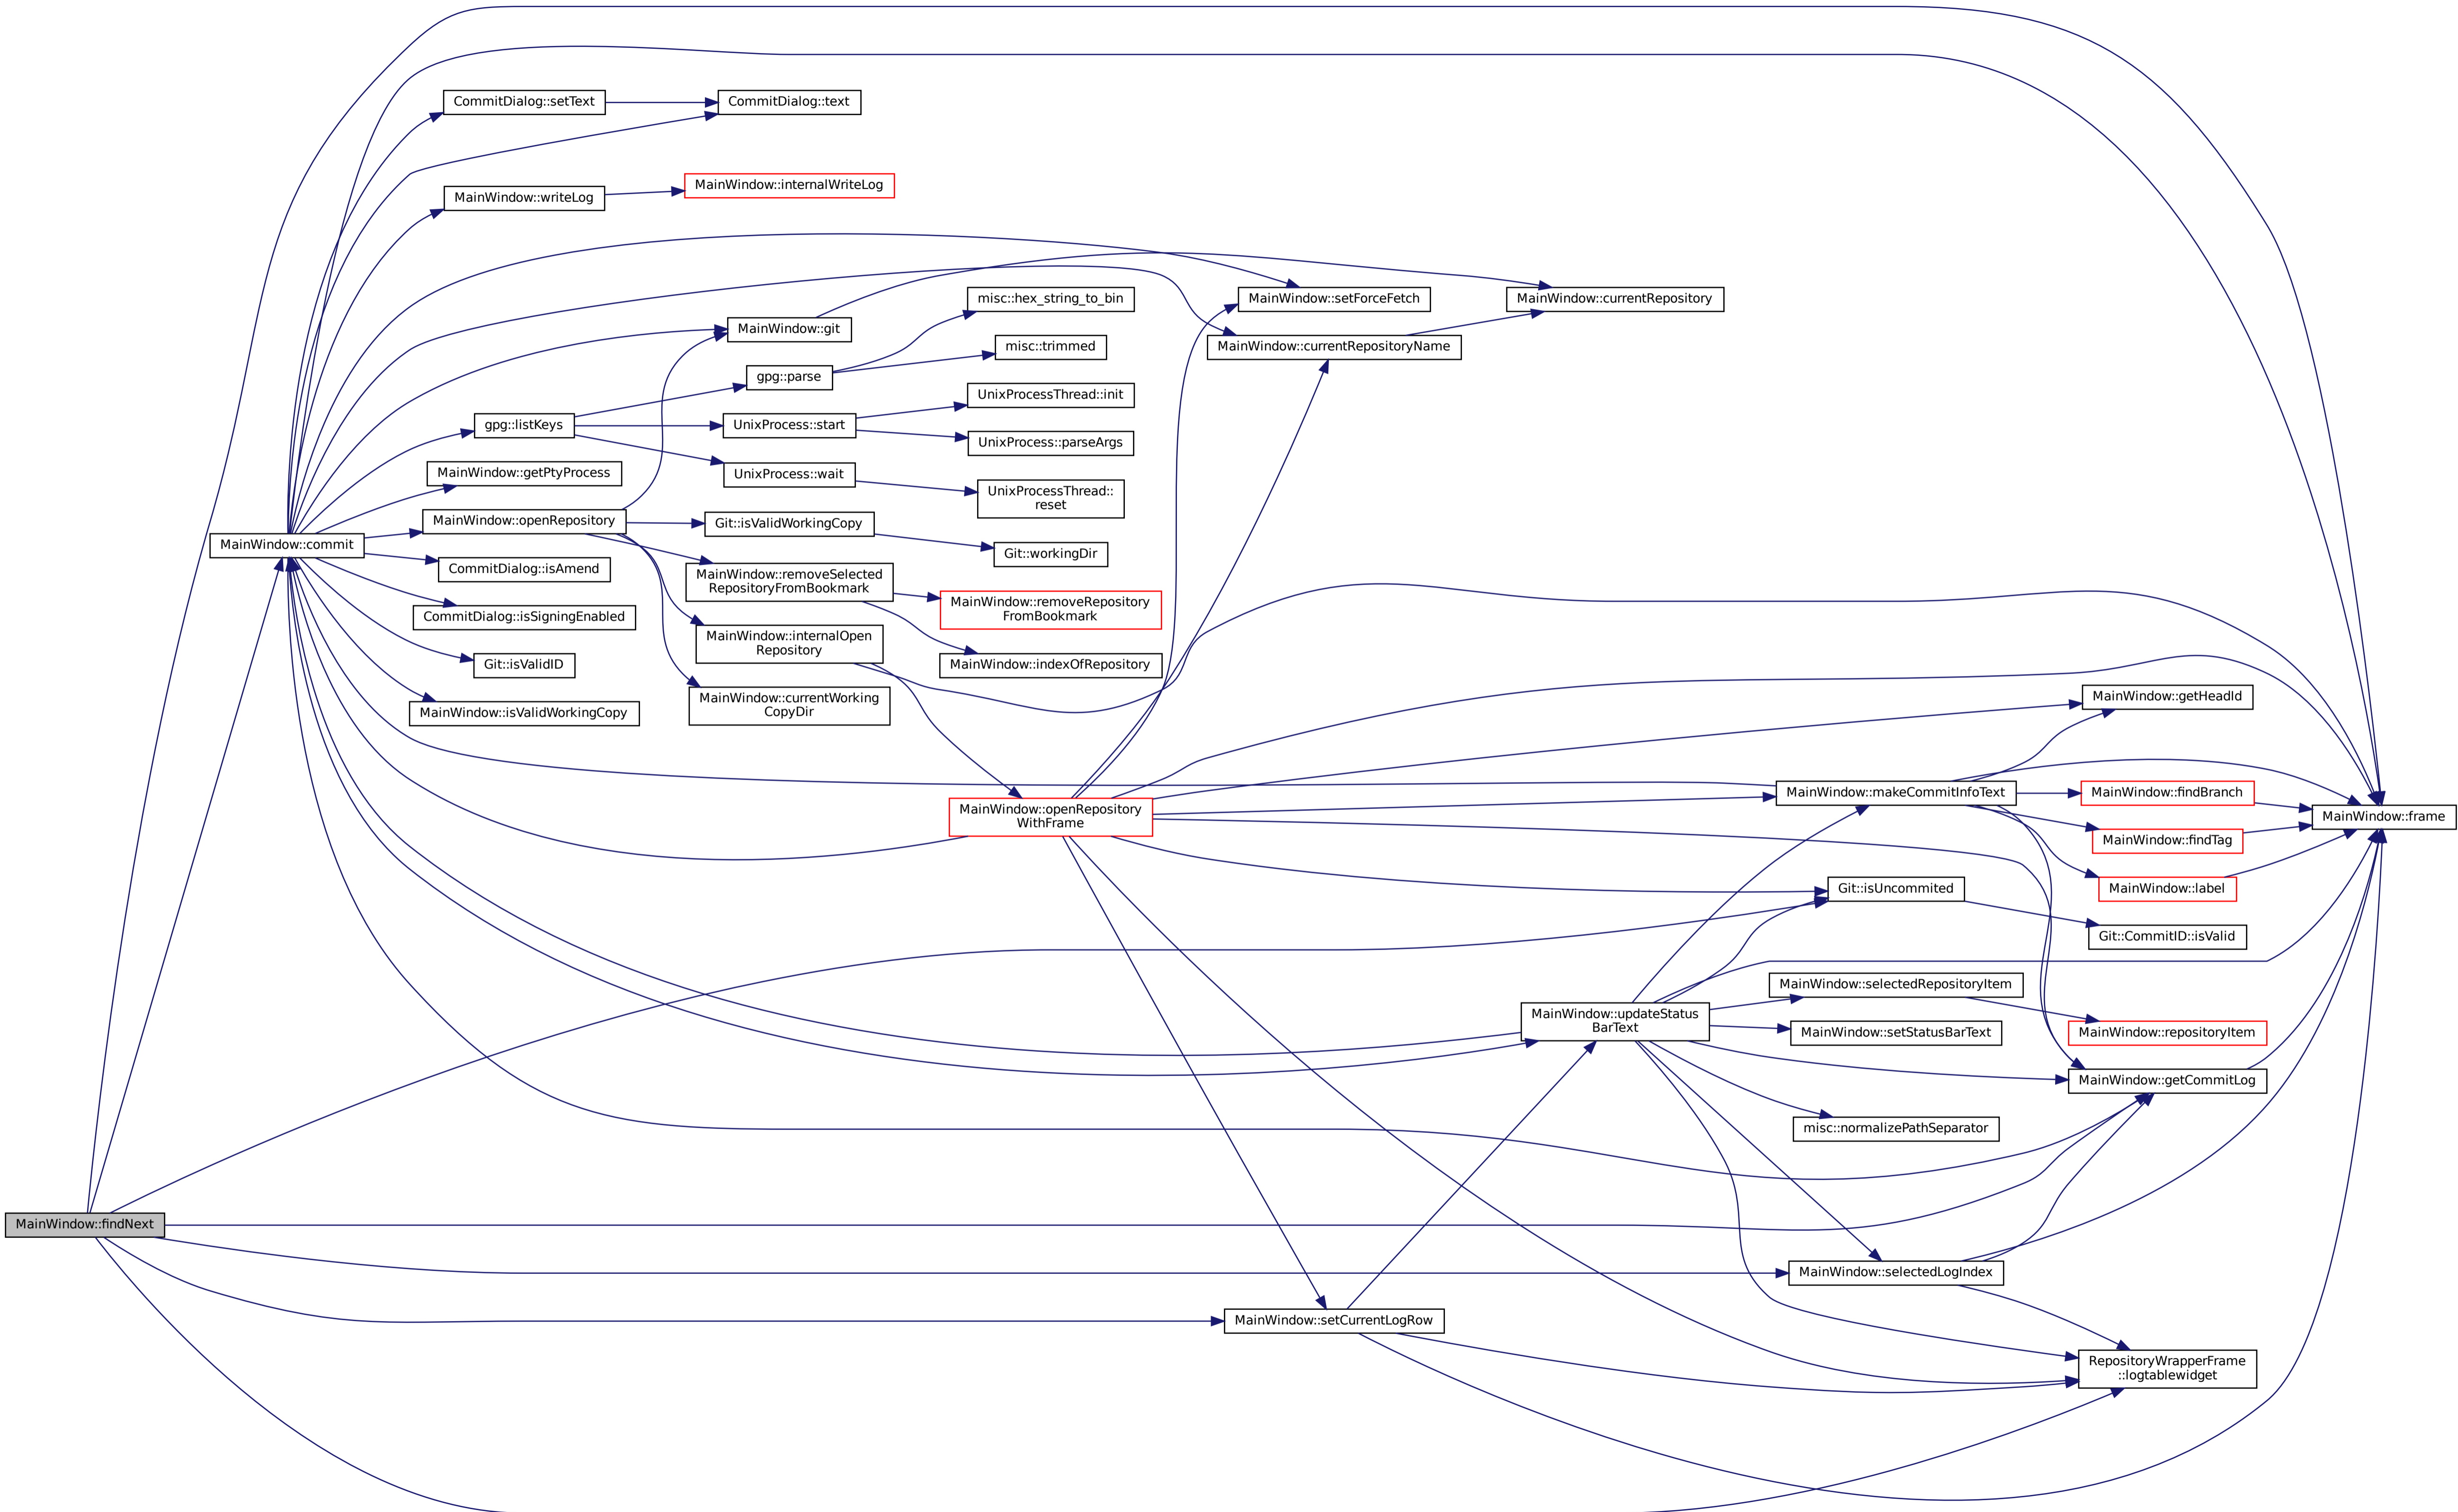 CommitDialog::setText
CommitDialog::text
MainWindow::writeLog
MainWindow::internalWriteLog
misc::hex_string_to_bin
MainWindow::setForceFetch
MainWindow::currentRepository
MainWindow::git
misc::trimmed
MainWindow::currentRepositoryName
gpg::parse
UnixProcessThread::init
gpg::listKeys
UnixProcess::start
UnixProcess::parseArgs
MainWindow::getPtyProcess
UnixProcess::wait
UnixProcessThread::
reset
MainWindow::commit
MainWindow::openRepository
Git::isValidWorkingCopy
Git::workingDir
CommitDialog::isAmend
MainWindow::removeSelected
RepositoryFromBookmark
MainWindow::removeRepository
FromBookmark
CommitDialog::isSigningEnabled
MainWindow::internalOpen
Repository
MainWindow::indexOfRepository
Git::isValidID
MainWindow::currentWorking
CopyDir
MainWindow::isValidWorkingCopy
MainWindow::getHeadId
MainWindow::openRepository
WithFrame
MainWindow::makeCommitInfoText
MainWindow::findBranch
MainWindow::frame
MainWindow::findTag
MainWindow::label
Git::isUncommited
Git::CommitID::isValid
MainWindow::updateStatus
BarText
MainWindow::selectedRepositoryItem
MainWindow::repositoryItem
MainWindow::setStatusBarText
MainWindow::getCommitLog
misc::normalizePathSeparator
MainWindow::findNext
MainWindow::selectedLogIndex
MainWindow::setCurrentLogRow
RepositoryWrapperFrame
::logtablewidget